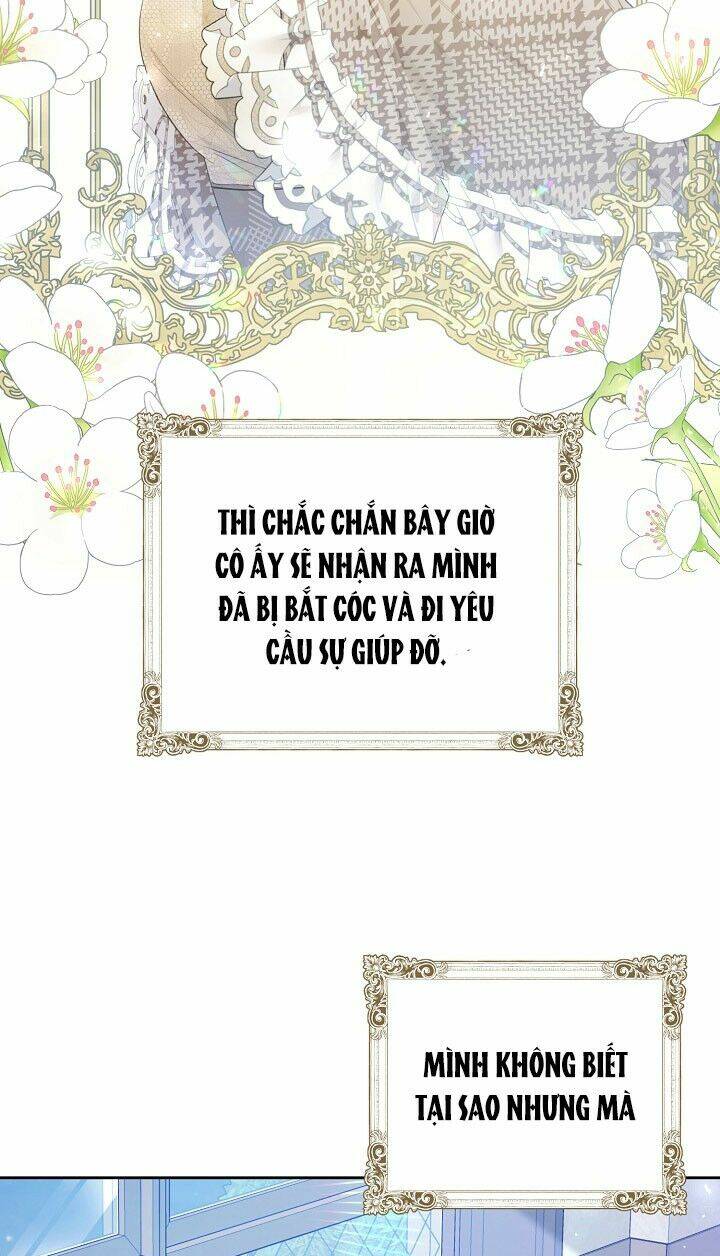 THÌ CHẮC CHẮN BÂY GIỜ
CÔ ẤY SẼ NHẬN RA MÌNH
ĐÃ BỊ BẮT CÓC VÀ ĐI YÊU
CẦU SỰ GIÚP ĐỠ.
MÌNH KHÔNG BIẾT
TẠI SAO NHƯNG MÀ